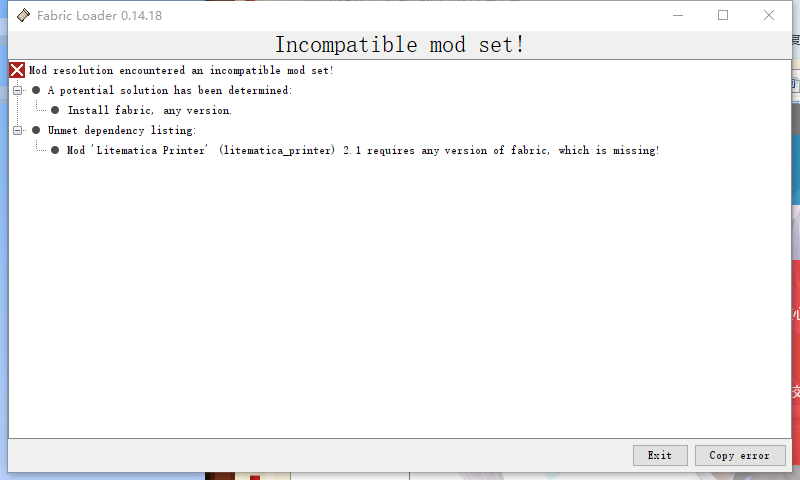 Fabric Loader 0.14.18
Incompatible mod set!
Mod resolution encountered an incompatible mod set!
A potential solution has been determined:
Install fabric, any version.
Unmet dependency listing:
Mod 'Litematica Printer' (litematica_printer) 2.1 requires any version of fabric, which is missing!
Exit
Copy error